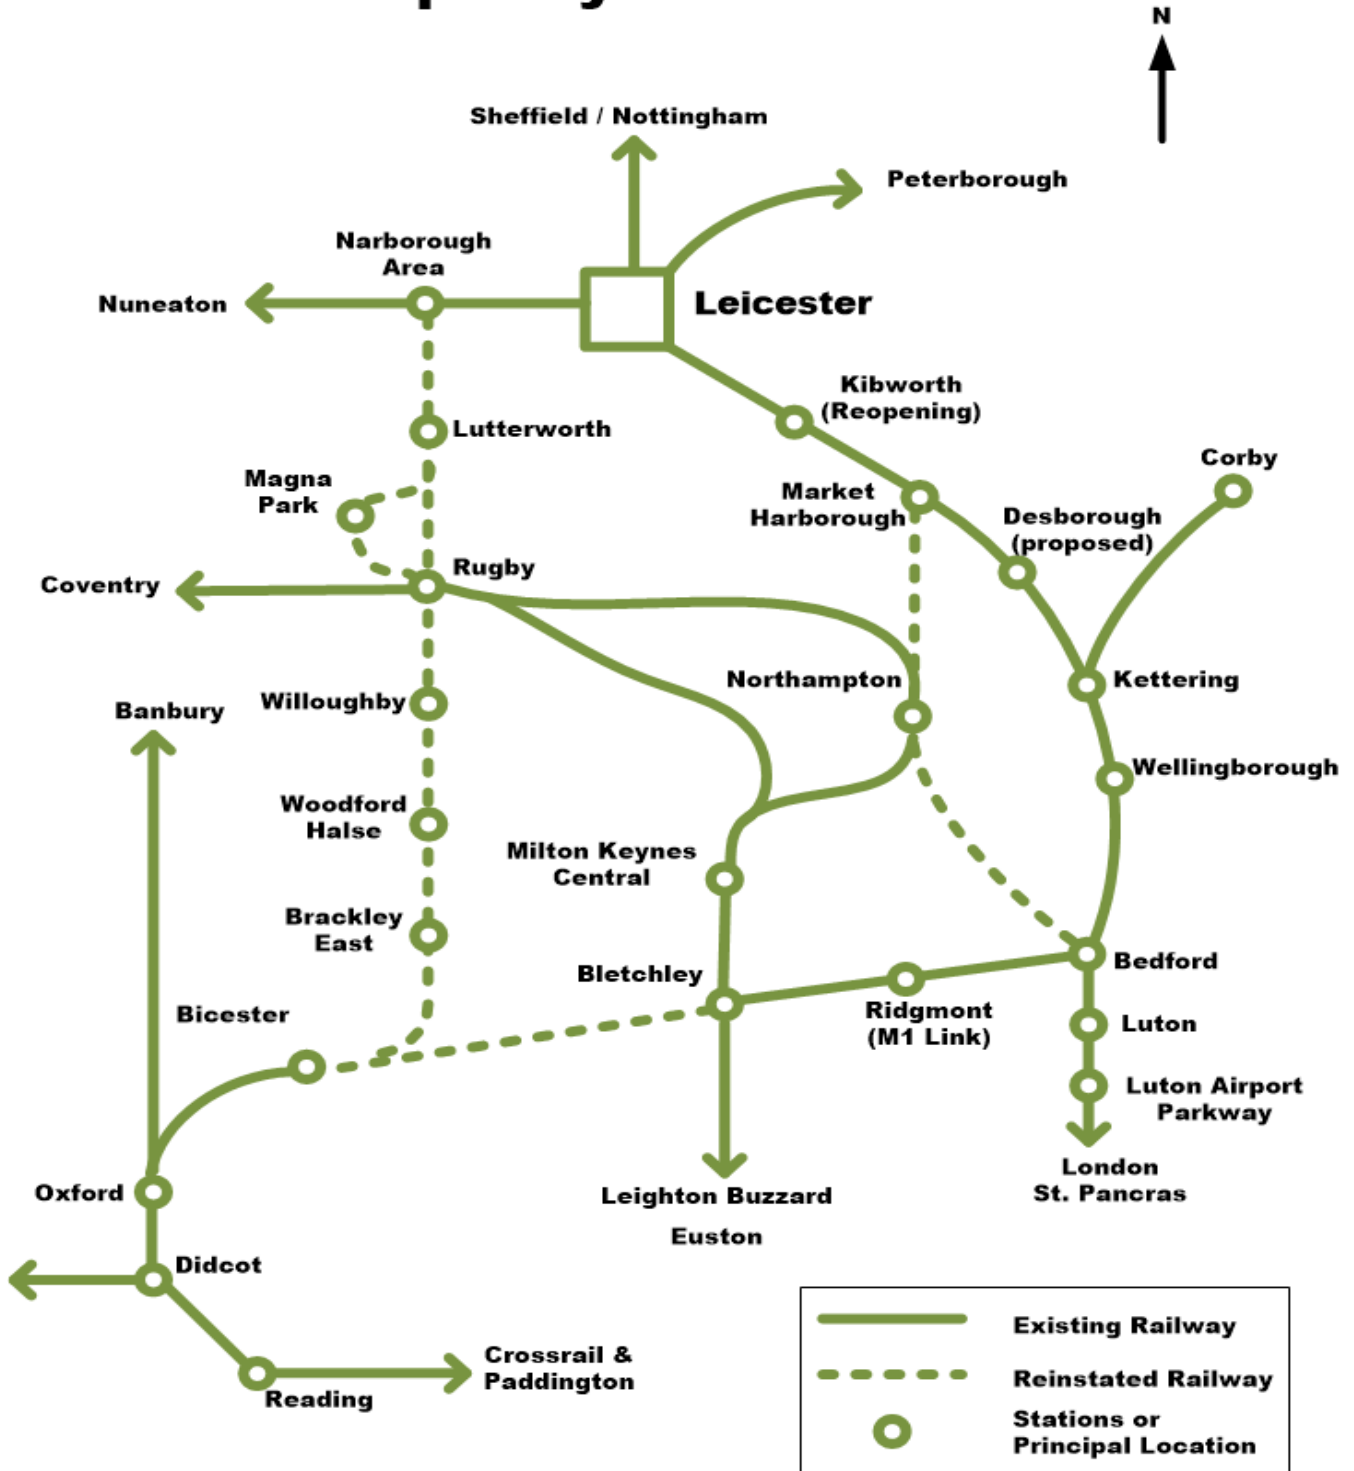 N
Sheffield / Nottingham
Peterborough
Narborough
Area
Nuneaton
Leicester
Kibworth
(Reopening)
Lutterworth
Corby
Magna
Park
Market
Harborough
Desborough
(proposed)
Rugby
Coventry
Northampton
Kettering
Willoughby
Banbury
Wellingborough
Woodford
Halse
Milton Keynes
Central
Brackley
East
Bletchley
Bedford
Bicester
Ridgmont
(M1 Link)
Luton
Luton Airport
Parkway
London
St. Pancras
Oxford
Leighton Buzzard
Euston
Didcot
Existing Railway
Crossrail &
Paddington
Reading
Reinstated Railway
Stations or
Principal Location